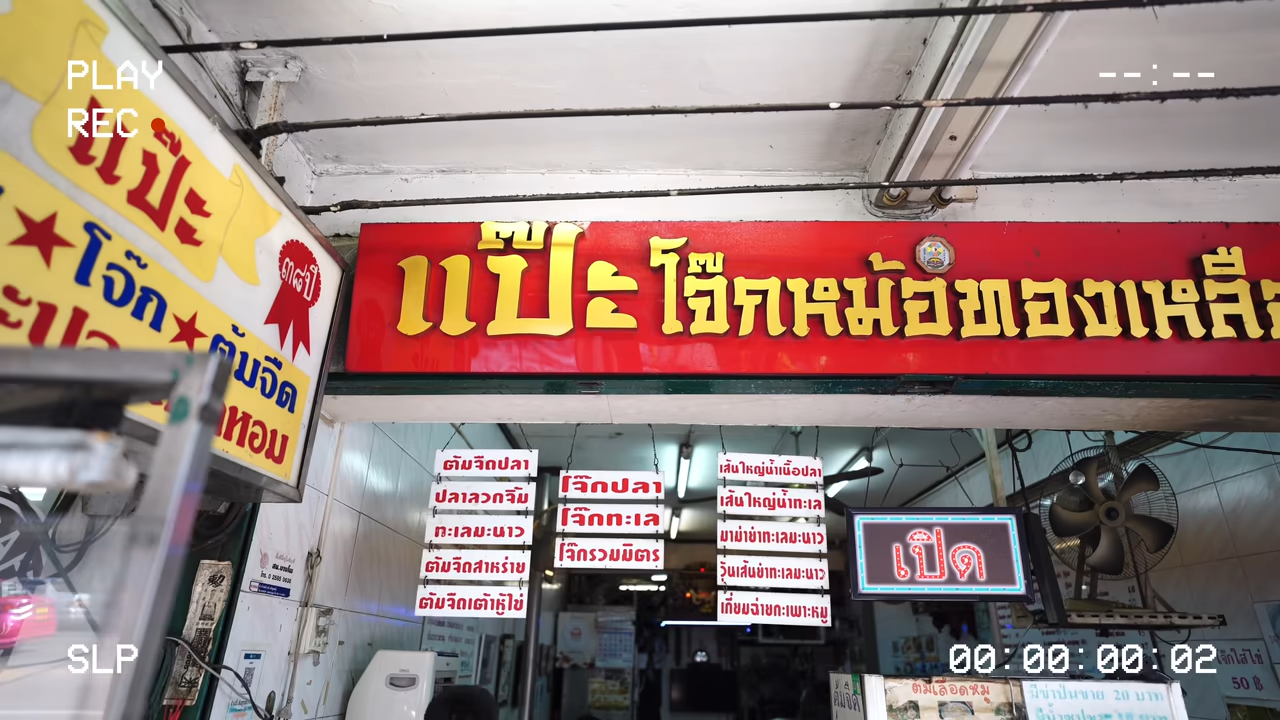 PLAY
REC
--:--
แป๊ะ
โจ๊ก
๓๘ปี
ต้มจืด
แป๊ะโจ๊กหม้อทองเหลือ
ต้มจืดปลา
ปลาลวกจิ้ม
ทะเลมะนาว
ต้มจืดสาหร่าย
ต้มจืดเต้าหู้ไข่
โจ๊กปลา
โจ๊กทะเล
โจ๊กรวมมิตร
เส้นใหญ่น้ำเนื้อปลา
เส้นใหญ่น้ำทะเล
มาม่ายำทะเลมะนาว
วุ้นเส้นยำทะเลมะนาว
เกี้ยมฉ่ายกะเพาะหมู
เปิด
ต้มเลือดหมู
โจ๊กใส่ไข่
50 ฿
SLP
00:00:00:02